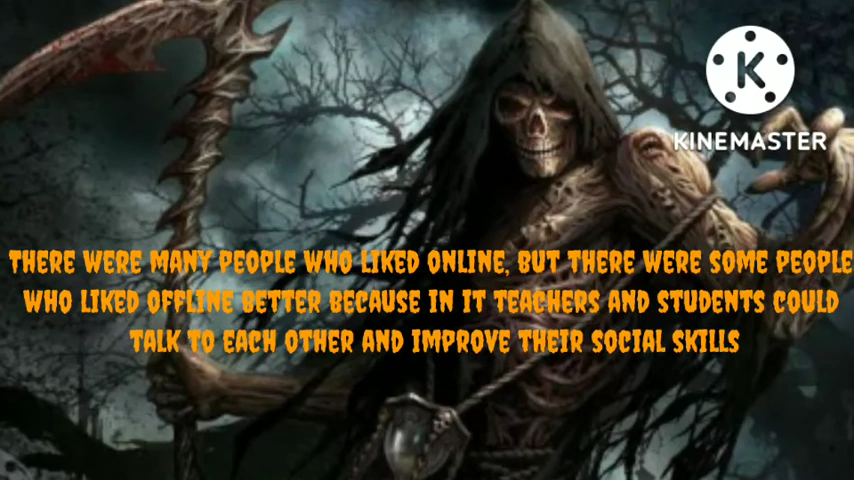 KINEMASTER
THERE WERE MANY PEOPLE WHO LIKED ONLINE, BUT THERE WERE SOME PEOPLE
WHO LIKED OFFLINE BETTER BECAUSE IN IT TEACHERS AND STUDENTS COULD
TALK TO EACH OTHER AND IMPROVE THEIR SOCIAL SKILLS